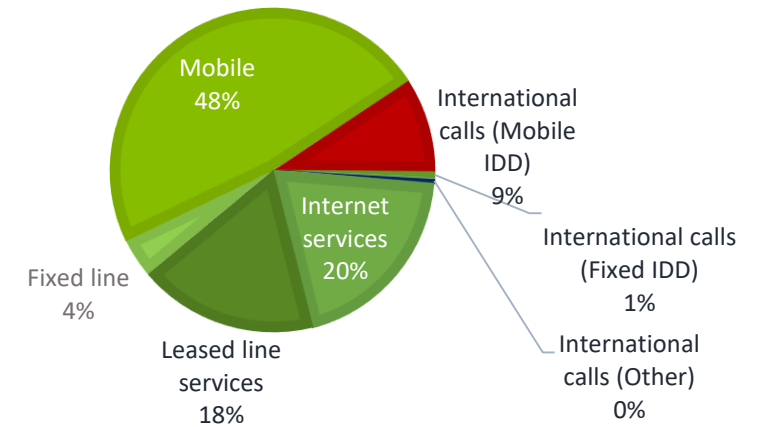 Mobile
48%
International
calls (Mobile
IDD)
9%
International calls
(Fixed IDD)
1%
International
calls (Other)
0%
Internet
services
20%
Leased line
services
18%
Fixed line
4%